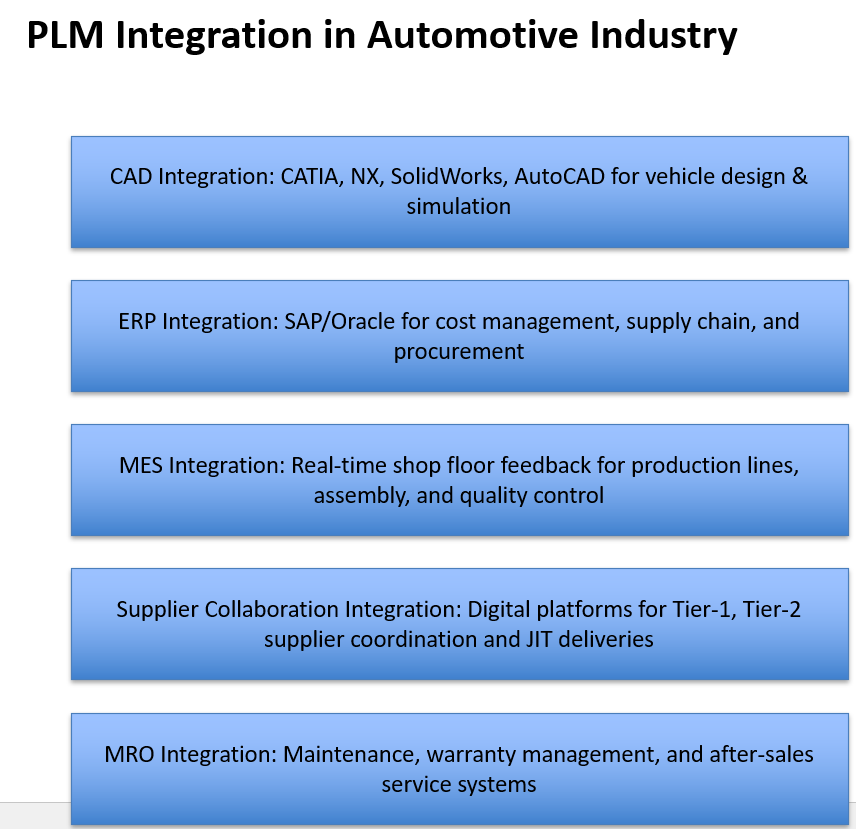 PLM Integration in Automotive Industry
CAD Integration: CATIA, NX, SolidWorks, AutoCAD for vehicle design &
simulation
ERP Integration: SAP/Oracle for cost management, supply chain, and
procurement
MES Integration: Real-time shop floor feedback for production lines,
assembly, and quality control
Supplier Collaboration Integration: Digital platforms for Tier-1, Tier-2
supplier coordination and JIT deliveries
MRO Integration: Maintenance, warranty management, and after-sales
service systems